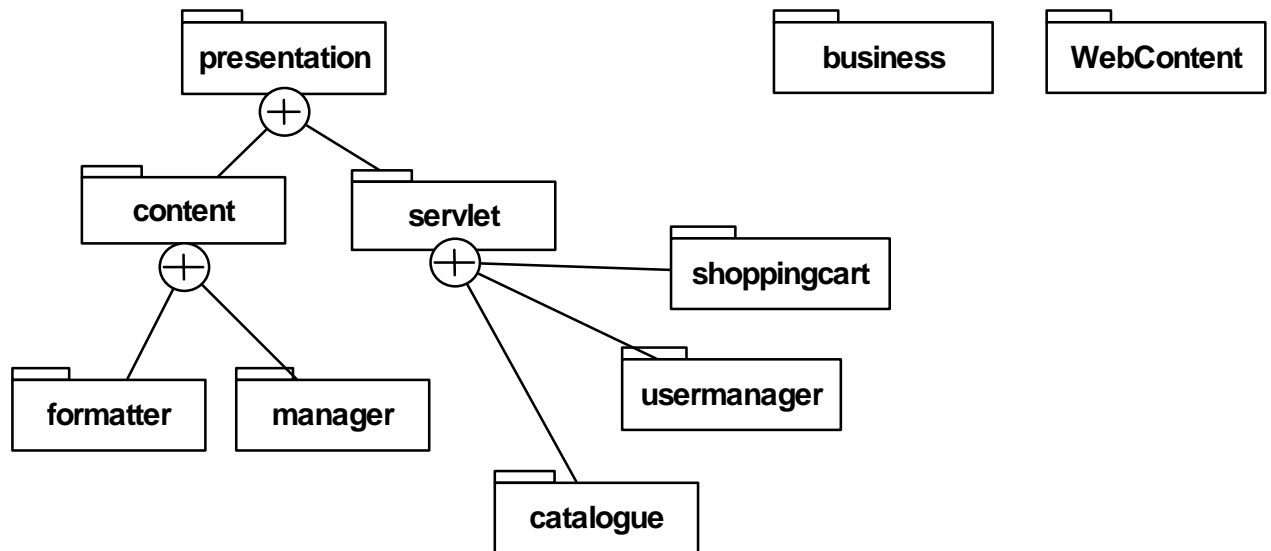 presentation
business
WebContent
content
servlet
shoppingcart
usermanager
formatter
manager
catalogue